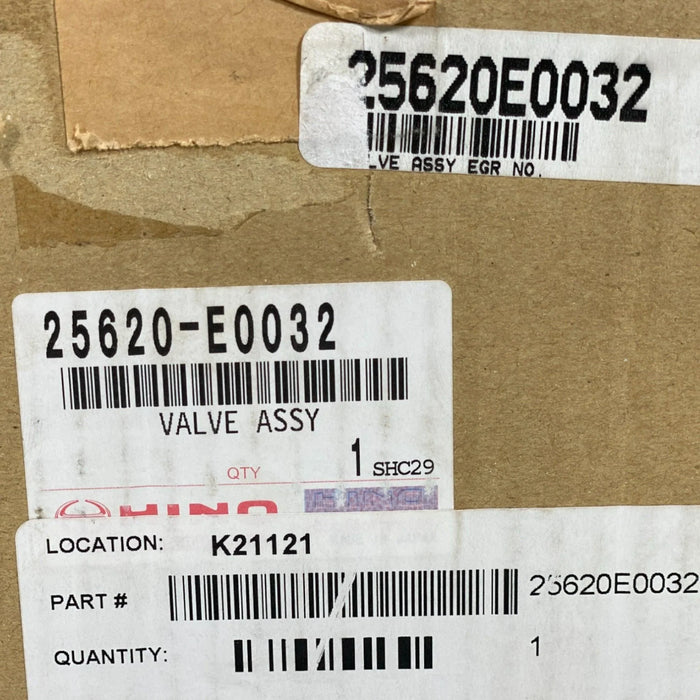 25620E0032
LVE ASSY EGR NO.
25620-E0032
VALVE ASSY
QTY 1 SHC29
HINO
LOCATION: K21121
PART # 25620E0032
QUANTITY: 1